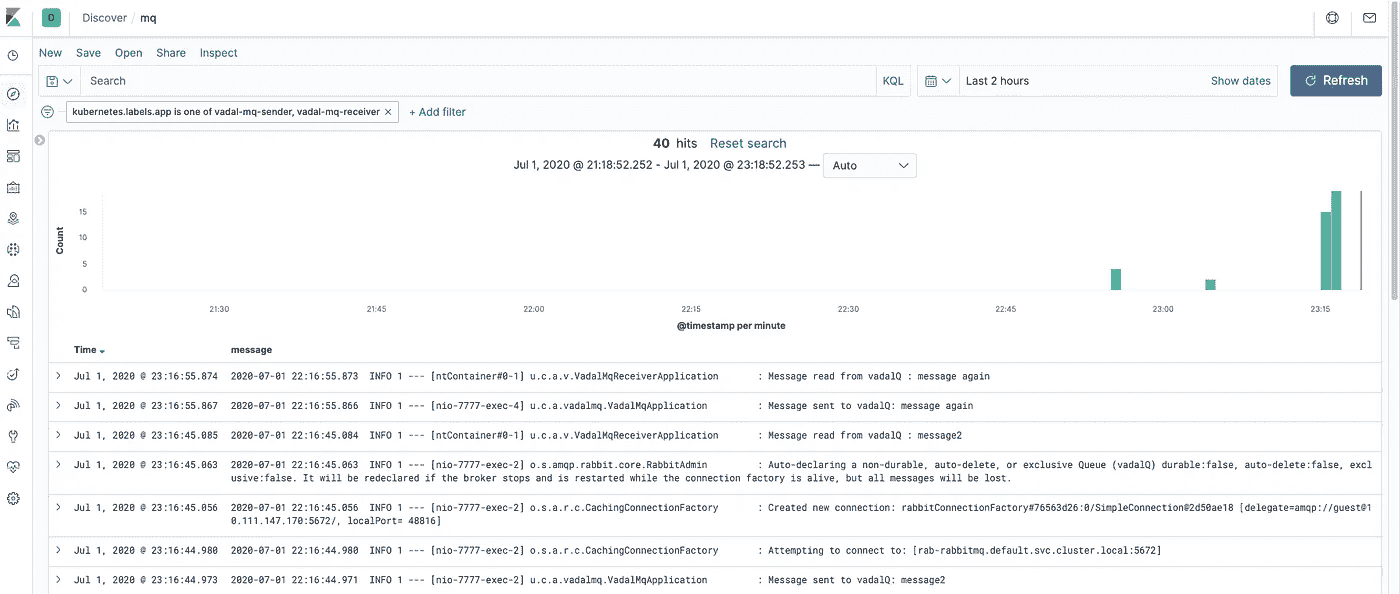 D Discover / mq
New Save Open Share Inspect
Search KQL Last 2 hours Show dates Refresh
kubernetes.labels.app is one of vadal-mq-sender, vadal-mq-receiver × + Add filter
40 hits Reset search
Jul 1, 2020 @ 21:18:52.252 - Jul 1, 2020 @ 23:18:52.253 — Auto
Count
15
10
5
0
21:30 21:45 22:00 22:15 22:30 22:45 23:00 23:15
@timestamp per minute
Time message
Jul 1, 2020 @ 23:16:55.874 2020-07-01 22:16:55.873 INFO 1 --- [ntContainer#0-1] u.c.a.v.VadalMqReceiverApplication : Message read from vadalQ : message again
Jul 1, 2020 @ 23:16:55.867 2020-07-01 22:16:55.866 INFO 1 --- [nio-7777-exec-4] u.c.a.vadalmq.VadalMqApplication : Message sent to vadalQ: message again
Jul 1, 2020 @ 23:16:45.085 2020-07-01 22:16:45.084 INFO 1 --- [ntContainer#0-1] u.c.a.v.VadalMqReceiverApplication : Message read from vadalQ : message2
Jul 1, 2020 @ 23:16:45.063 2020-07-01 22:16:45.063 INFO 1 --- [nio-7777-exec-2] o.s.amqp.rabbit.core.RabbitAdmin : Auto-declaring a non-durable, auto-delete, or exclusive Queue (vadalQ) durable:false, auto-delete:false, excl
usive:false. It will be redeclared if the broker stops and is restarted while the connection factory is alive, but all messages will be lost.
Jul 1, 2020 @ 23:16:45.056 2020-07-01 22:16:45.056 INFO 1 --- [nio-7777-exec-2] o.s.a.r.c.CachingConnectionFactory : Created new connection: rabbitConnectionFactory#76563d26:0/SimpleConnection@2d50ae18 [delegate=amqp://guest@1
0.111.147.170:5672/, localPort= 48816]
Jul 1, 2020 @ 23:16:44.980 2020-07-01 22:16:44.980 INFO 1 --- [nio-7777-exec-2] o.s.a.r.c.CachingConnectionFactory : Attempting to connect to: [rab-rabbitmq.default.svc.cluster.local:5672]
Jul 1, 2020 @ 23:16:44.973 2020-07-01 22:16:44.971 INFO 1 --- [nio-7777-exec-2] u.c.a.vadalmq.VadalMqApplication : Message sent to vadalQ: message2